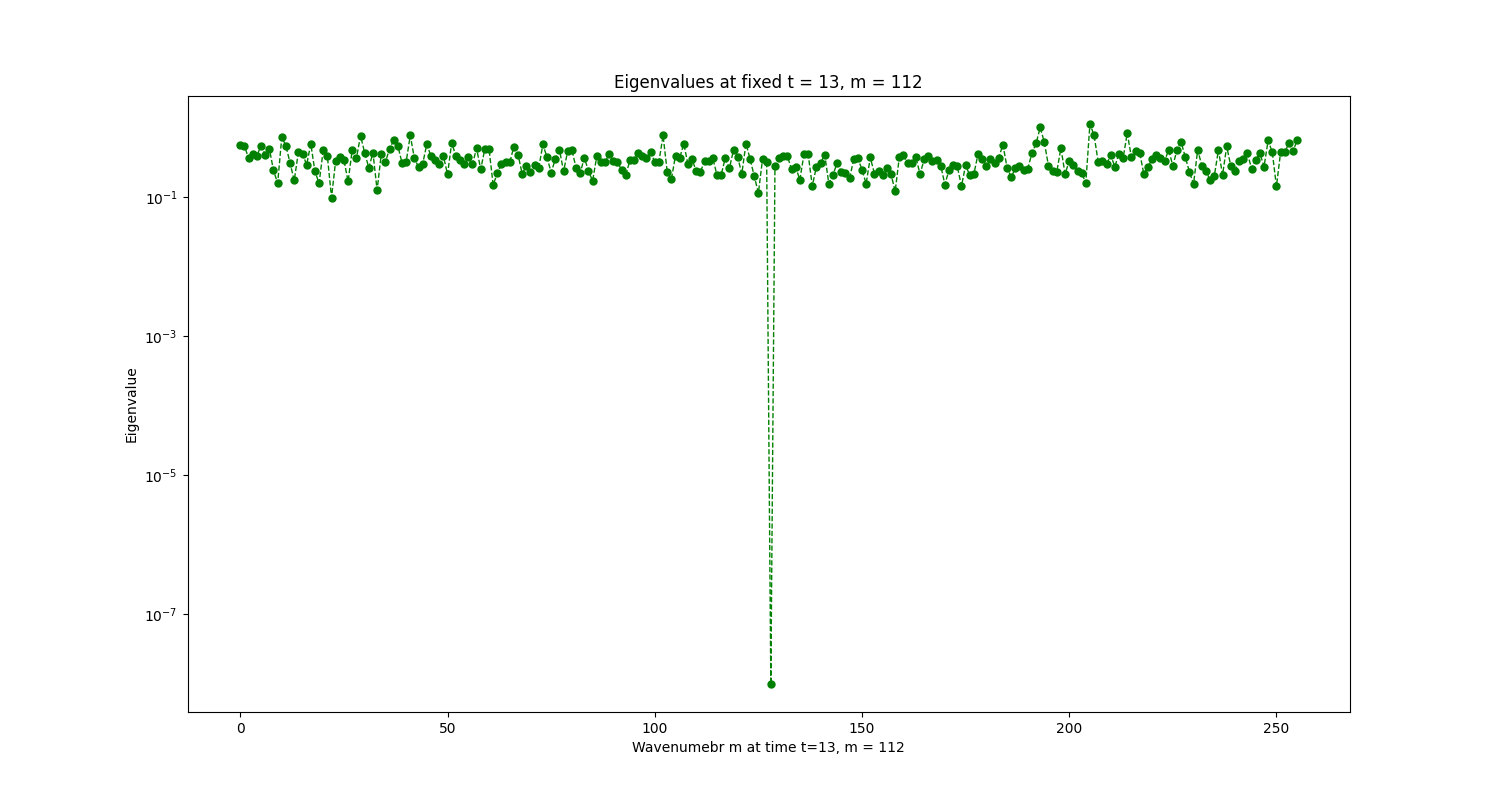 Eigenvalues at fixed t = 13, m = 112
10⁻¹
10⁻³
10⁻⁵
10⁻⁷
Eigenvalue
0 50 100 150 200 250
Wavenumebr m at time t=13, m = 112